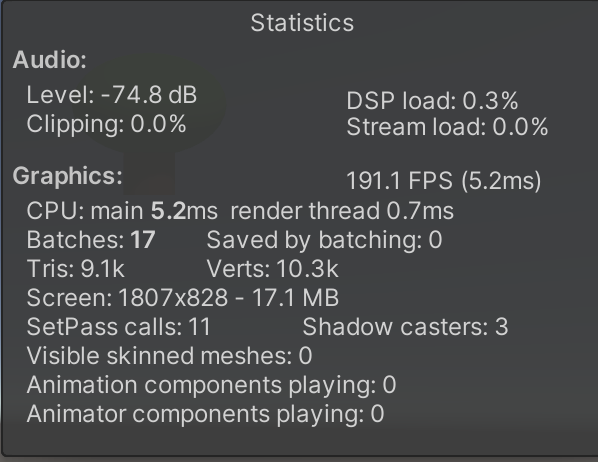 Statistics
Audio:
Level: -74.8 dB DSP load: 0.3%
Clipping: 0.0% Stream load: 0.0%
Graphics: 191.1 FPS (5.2ms)
CPU: main 5.2ms render thread 0.7ms
Batches: 17 Saved by batching: 0
Tris: 9.1k Verts: 10.3k
Screen: 1807x828 - 17.1 MB
SetPass calls: 11 Shadow casters: 3
Visible skinned meshes: 0
Animation components playing: 0
Animator components playing: 0